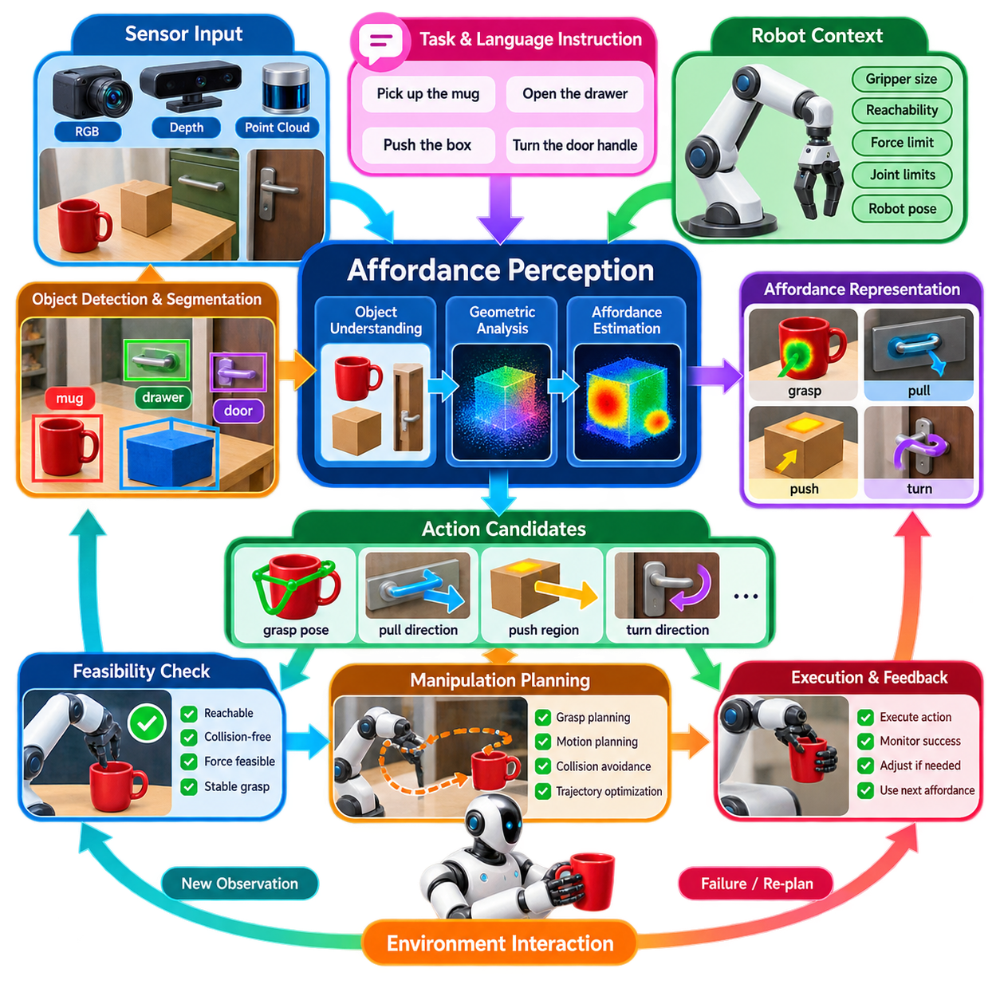 Sensor Input
RGB
Depth
Point Cloud
Task & Language Instruction
Pick up the mug
Open the drawer
Push the box
Turn the door handle
Robot Context
Gripper size
Reachability
Force limit
Joint limits
Robot pose
Object Detection & Segmentation
mug
drawer
door
Affordance Perception
Object
Understanding
Geometric
Analysis
Affordance
Estimation
Affordance Representation
grasp
pull
push
turn
Action Candidates
grasp pose
pull direction
push region
turn direction
...
Feasibility Check
Reachable
Collision-free
Force feasible
Stable grasp
Manipulation Planning
Grasp planning
Motion planning
Collision avoidance
Trajectory optimization
Execution & Feedback
Execute action
Monitor success
Adjust if needed
Use next affordance
New Observation
Failure / Re-plan
Environment Interaction